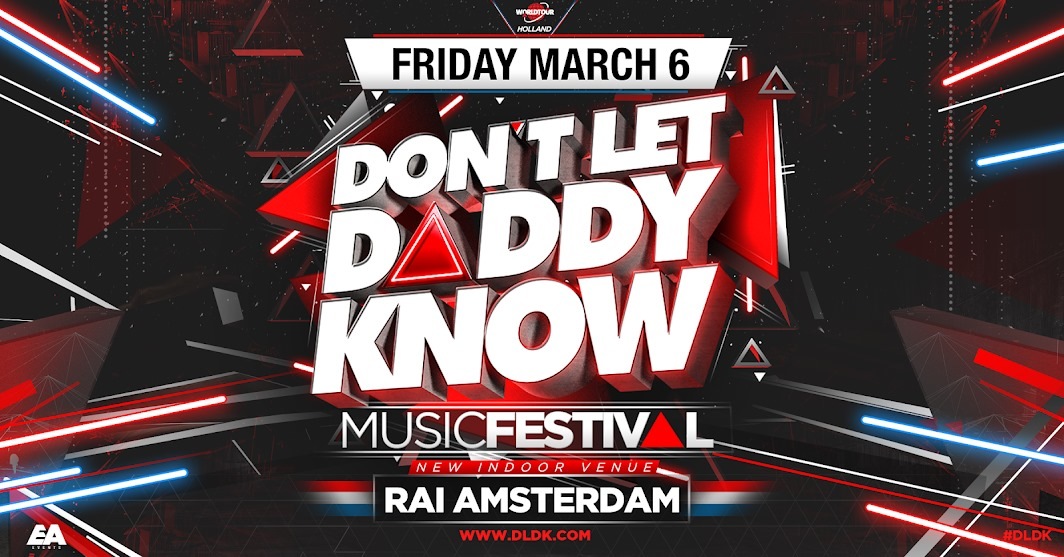 WORLDTOUR
HOLLAND
FRIDAY MARCH 6
DON'T LET
DADDY
KNOW
MUSICFESTIVAL
NEW INDOOR VENUE
RAI AMSTERDAM
WWW.DLDK.COM
EA
EVENTS
#DLDK